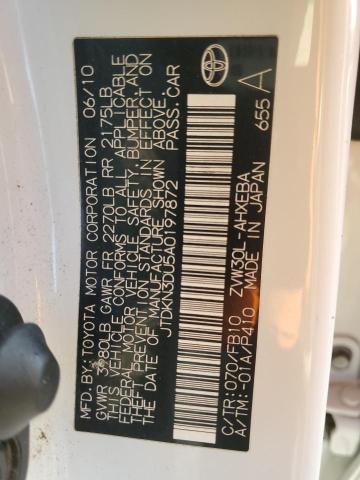 MFD.BY:TOYOTA MOTOR CORPORATION 06/10
GVWR 3980LB GAWR FR 2270LB RR 2175LB
THIS VEHICLE CONFORMS TO ALL APPLICABLE
FEDERAL MOTOR VEHICLE SAFETY, BUMPER, AND
THEFT PREVENTION STANDARDS IN EFFECT ON
THE DATE OF MANUFACTURE SHOWN ABOVE.
JTDKN3DU5A0197872 PASS.CAR
C/TR:070/FB10 ZVW30L-AHXEBA
A/TM:-01A/P410 MADE IN JAPAN 655 A
TOYOTA